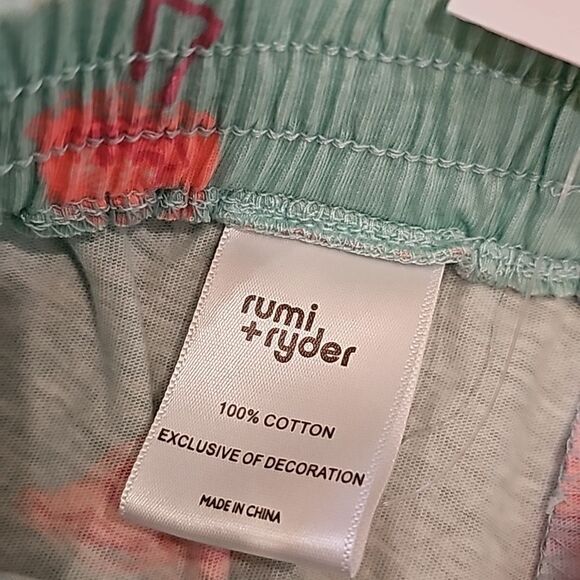 rumi
+ryder
100% COTTON
EXCLUSIVE OF DECORATION
MADE IN CHINA